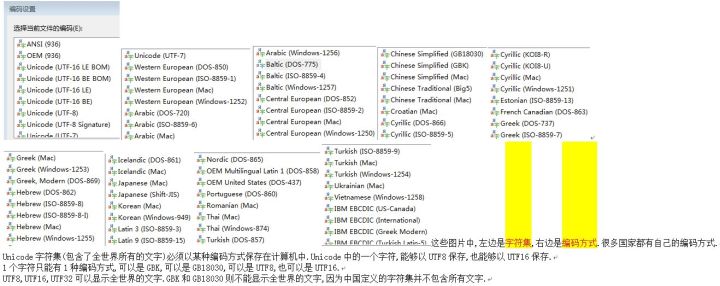 编码设置
选择当前文件的编码(E):
ANSI (936)
OEM (936)
Unicode (UTF-16 LE BOM)
Unicode (UTF-16 BE BOM)
Unicode (UTF-16 LE)
Unicode (UTF-16 BE)
Unicode (UTF-8)
Unicode (UTF-8 Signature)
Unicode (UTF-7)
Unicode (UTF-7)
Western European (DOS-850)
Western European (ISO-8859-1)
Western European (Mac)
Western European (Windows-1252)
Arabic (DOS-720)
Arabic (ISO-8859-6)
Arabic (Mac)
Arabic (Windows-1256)
Baltic (DOS-775)
Baltic (ISO-8859-4)
Baltic (Windows-1257)
Central European (DOS-852)
Central European (ISO-8859-2)
Central European (Mac)
Central European (Windows-1250)
Chinese Simplified (GB18030)
Chinese Simplified (GBK)
Chinese Simplified (Mac)
Chinese Traditional (Big5)
Chinese Traditional (Mac)
Croatian (Mac)
Cyrillic (DOS-866)
Cyrillic (ISO-8859-5)
Cyrillic (KOI8-R)
Cyrillic (KOI8-U)
Cyrillic (Mac)
Cyrillic (Windows-1251)
Estonian (ISO-8859-13)
French Canadian (DOS-863)
Greek (DOS-737)
Greek (ISO-8859-7)
Greek (Mac)
Greek (Windows-1253)
Greek, Modern (DOS-869)
Hebrew (DOS-862)
Hebrew (ISO-8859-8)
Hebrew (ISO-8859-8-I)
Hebrew (Mac)
Hebrew (Windows-1255)
Icelandic (DOS-861)
Icelandic (Mac)
Japanese (Mac)
Japanese (Shift-JIS)
Korean (Mac)
Korean (Windows-949)
Latin 3 (ISO-8859-3)
Latin 9 (ISO-8859-15)
Nordic (DOS-865)
OEM Multilingual Latin 1 (DOS-858)
OEM United States (DOS-437)
Portuguese (DOS-860)
Romanian (Mac)
Thai (Mac)
Thai (Windows-874)
Turkish (DOS-857)
Turkish (ISO-8859-9)
Turkish (Mac)
Turkish (Windows-1254)
Ukrainian (Mac)
Vietnamese (Windows-1258)
IBM EBCDIC (US-Canada)
IBM EBCDIC (International)
IBM EBCDIC (Greek Modern)
IBM EBCDIC (Turkish Latin-5)
这些图片中,左边是字符集,右边是编码方式.很多国家都有自己的编码方式.
Unicode 字符集(包含了全世界所有的文字)必须以某种编码方式保存在计算机中.Unicode 中的一个字符,能够以 UTF8 保存,也能够以 UTF16 保存.
1 个字符只能有 1 种编码方式,可以是 GBK,可以是 GB18030,可以是 UTF8,也可以是 UTF16.
UTF8,UTF16,UTF32 可以显示全世界的文字.GBK 和 GB18030 则不能显示全世界的文字,因为中国定义的字符集并不包含所有文字.